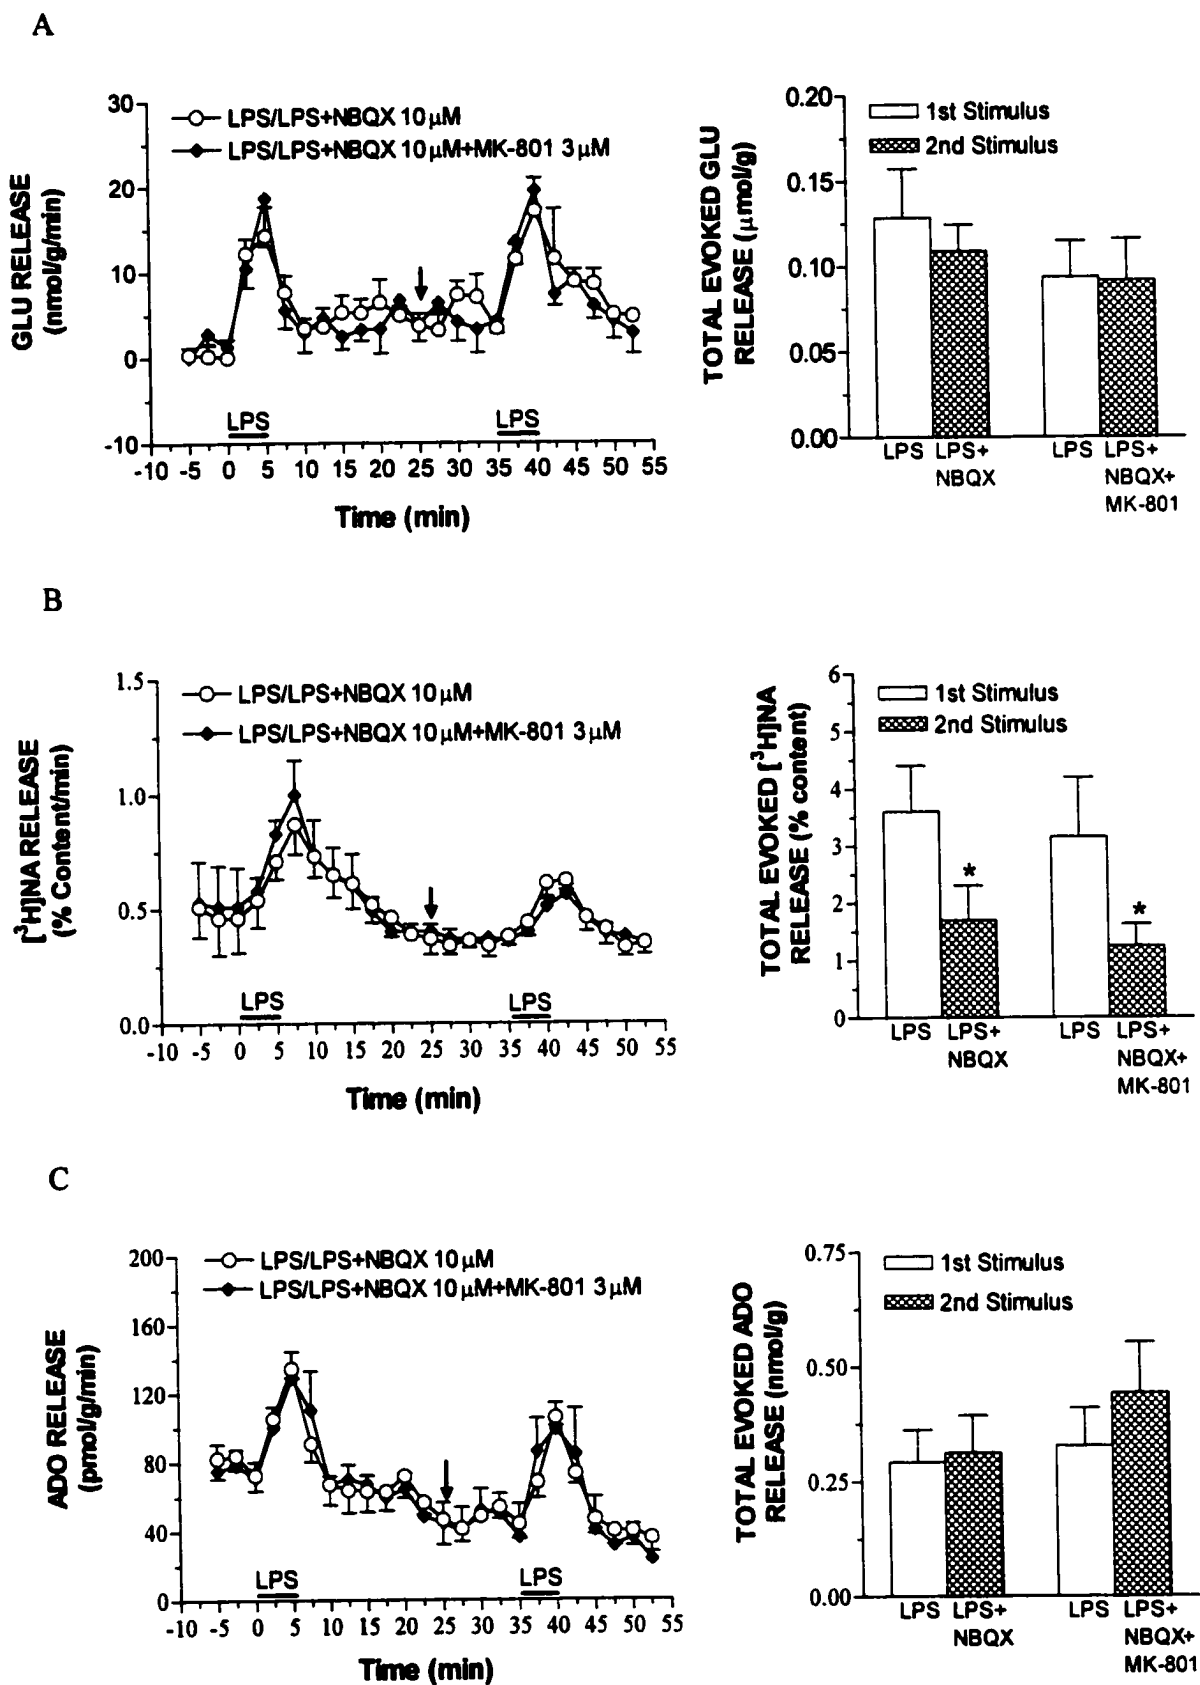 A
30
20
10
0
-10
GLU RELEASE
(nmol/g/min)
LPS/LPS+NBQX 10 μM
LPS/LPS+NBQX 10 μM+MK-801 3 μM
LPS
LPS
-10 -5 0 5 10 15 20 25 30 35 40 45 50 55
Time (min)
0.20
0.15
0.10
0.05
0.00
TOTAL EVOKED GLU
RELEASE (μmol/g)
1st Stimulus
2nd Stimulus
LPS LPS+ LPS LPS+
NBQX NBQX+
MK-801
B
1.5
1.0
0.5
0.0
[³H]NA RELEASE
(% Content/min)
LPS/LPS+NBQX 10 μM
LPS/LPS+NBQX 10 μM+MK-801 3 μM
LPS
LPS
-10 -5 0 5 10 15 20 25 30 35 40 45 50 55
Time (min)
6
5
4
3
2
1
0
TOTAL EVOKED [³H]NA
RELEASE (% content)
1st Stimulus
2nd Stimulus
*
*
LPS LPS+ LPS LPS+
NBQX NBQX+
MK-801
C
200
160
120
80
40
0
ADO RELEASE
(pmol/g/min)
LPS/LPS+NBQX 10 μM
LPS/LPS+NBQX 10 μM+MK-801 3 μM
LPS
LPS
-10 -5 0 5 10 15 20 25 30 35 40 45 50 55
Time (min)
0.75
0.50
0.25
0.00
TOTAL EVOKED ADO
RELEASE (nmol/g)
1st Stimulus
2nd Stimulus
LPS LPS+ LPS LPS+
NBQX NBQX+
MK-801